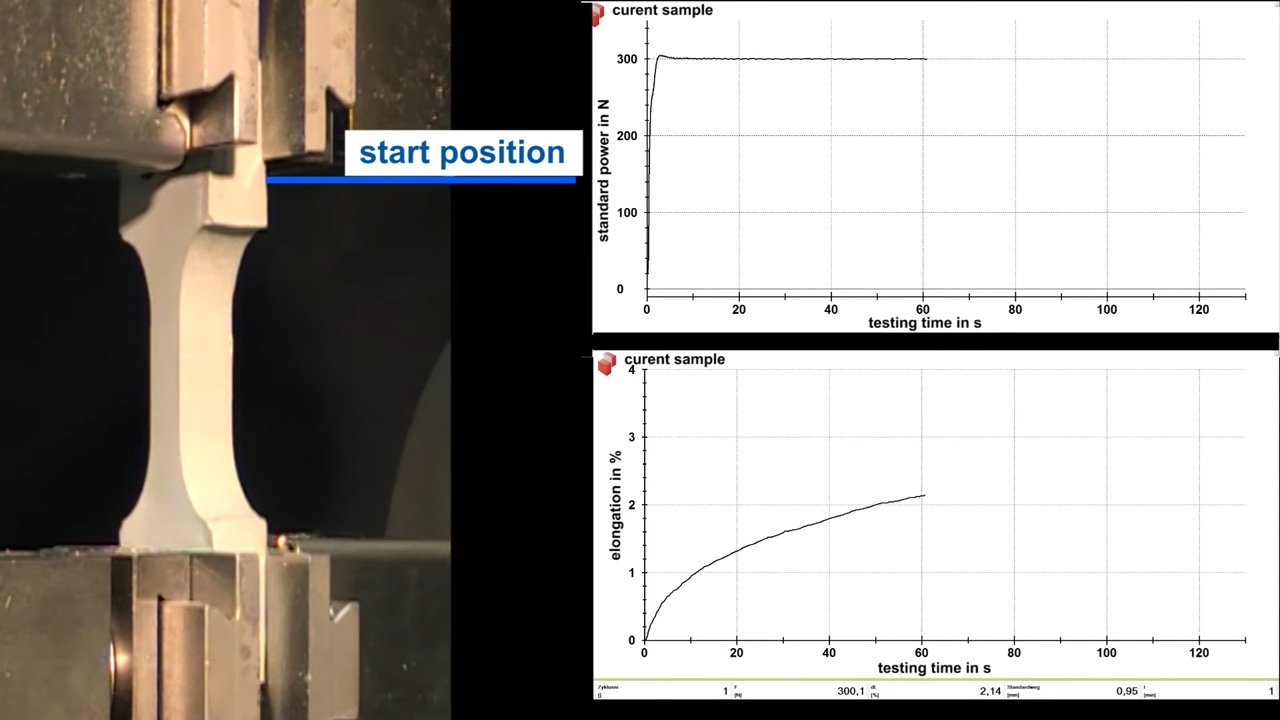 start position
curent sample
standard power in N
300
200
100
0
0 20 40 60 80 100 120
testing time in s
curent sample
elongation in %
4
3
2
1
0
0 20 40 60 80 100 120
testing time in s
1 F 300,1 dL 2,14 Standardweg 0,95 t 1
[] [N] [%] [mm] [min]